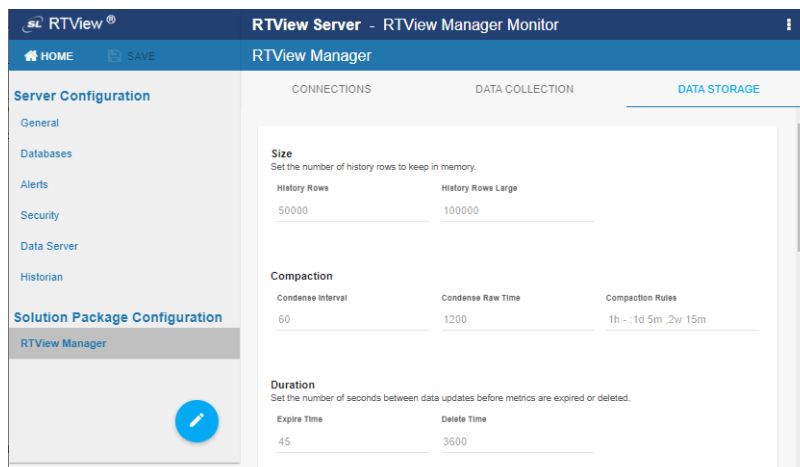 SL RTView ®
RTView Server - RTView Manager Monitor
HOME
SAVE
RTView Manager
Server Configuration
General
Databases
Alerts
Security
Data Server
Historian
Solution Package Configuration
RTView Manager
CONNECTIONS
DATA COLLECTION
DATA STORAGE
Size
Set the number of history rows to keep in memory.
History Rows
History Rows Large
50000
100000
Compaction
Condense Interval
Condense Raw Time
Compaction Rules
60
1200
1h - ;1d 5m ;2w 15m
Duration
Set the number of seconds between data updates before metrics are expired or deleted.
Expire Time
Delete Time
45
3600